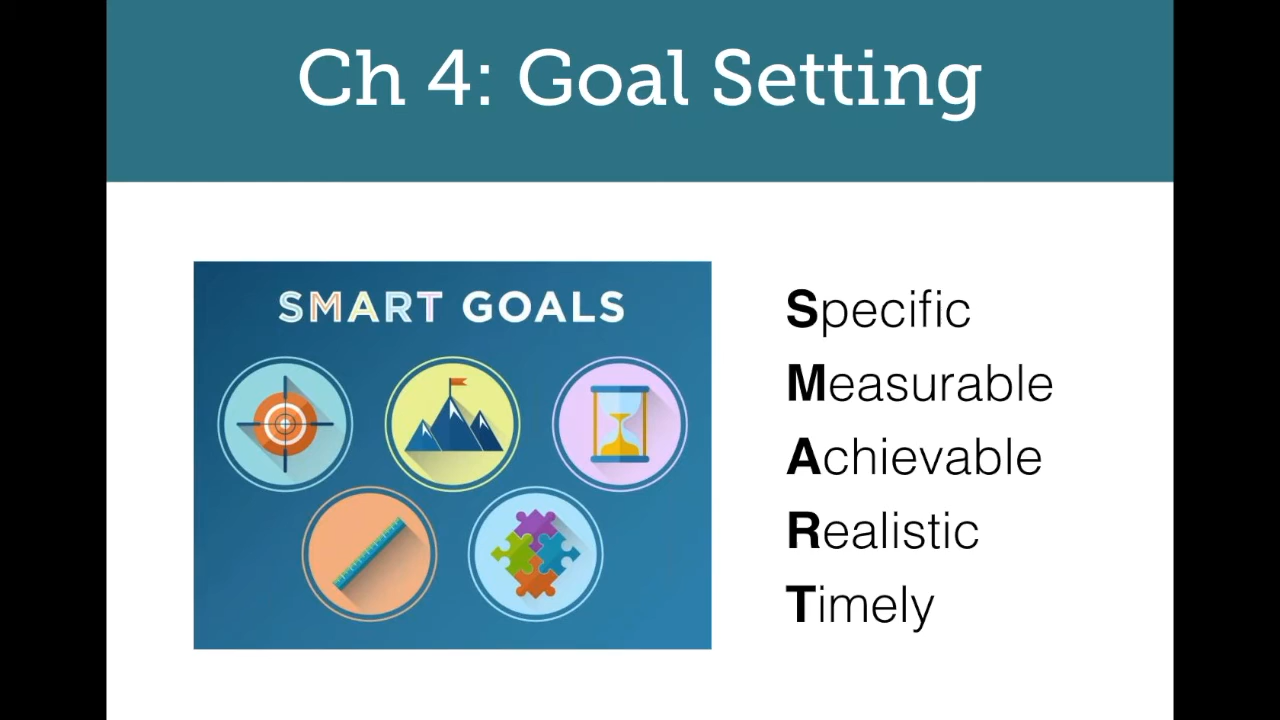 Ch 4: Goal Setting
SMART GOALS
Specific
Measurable
Achievable
Realistic
Timely